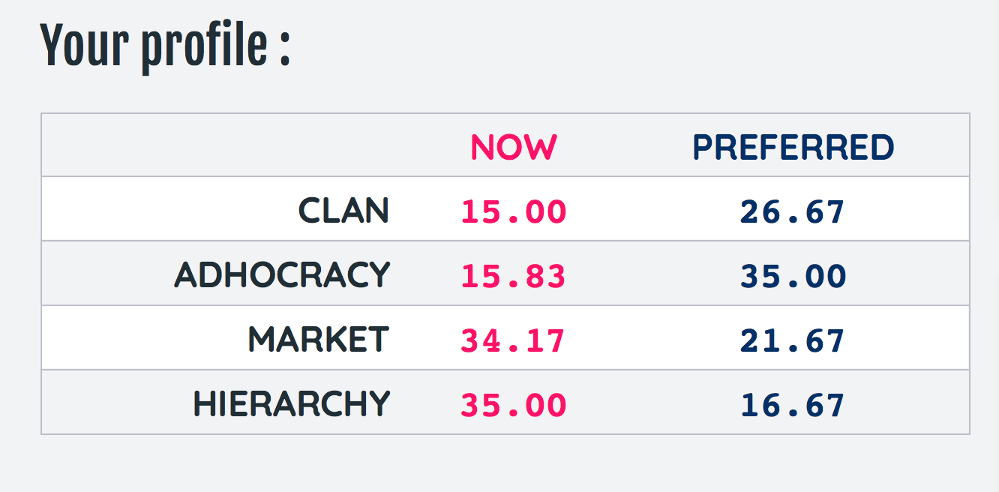 Your profile :
NOW PREFERRED
CLAN 15.00 26.67
ADHOCRACY 15.83 35.00
MARKET 34.17 21.67
HIERARCHY 35.00 16.67